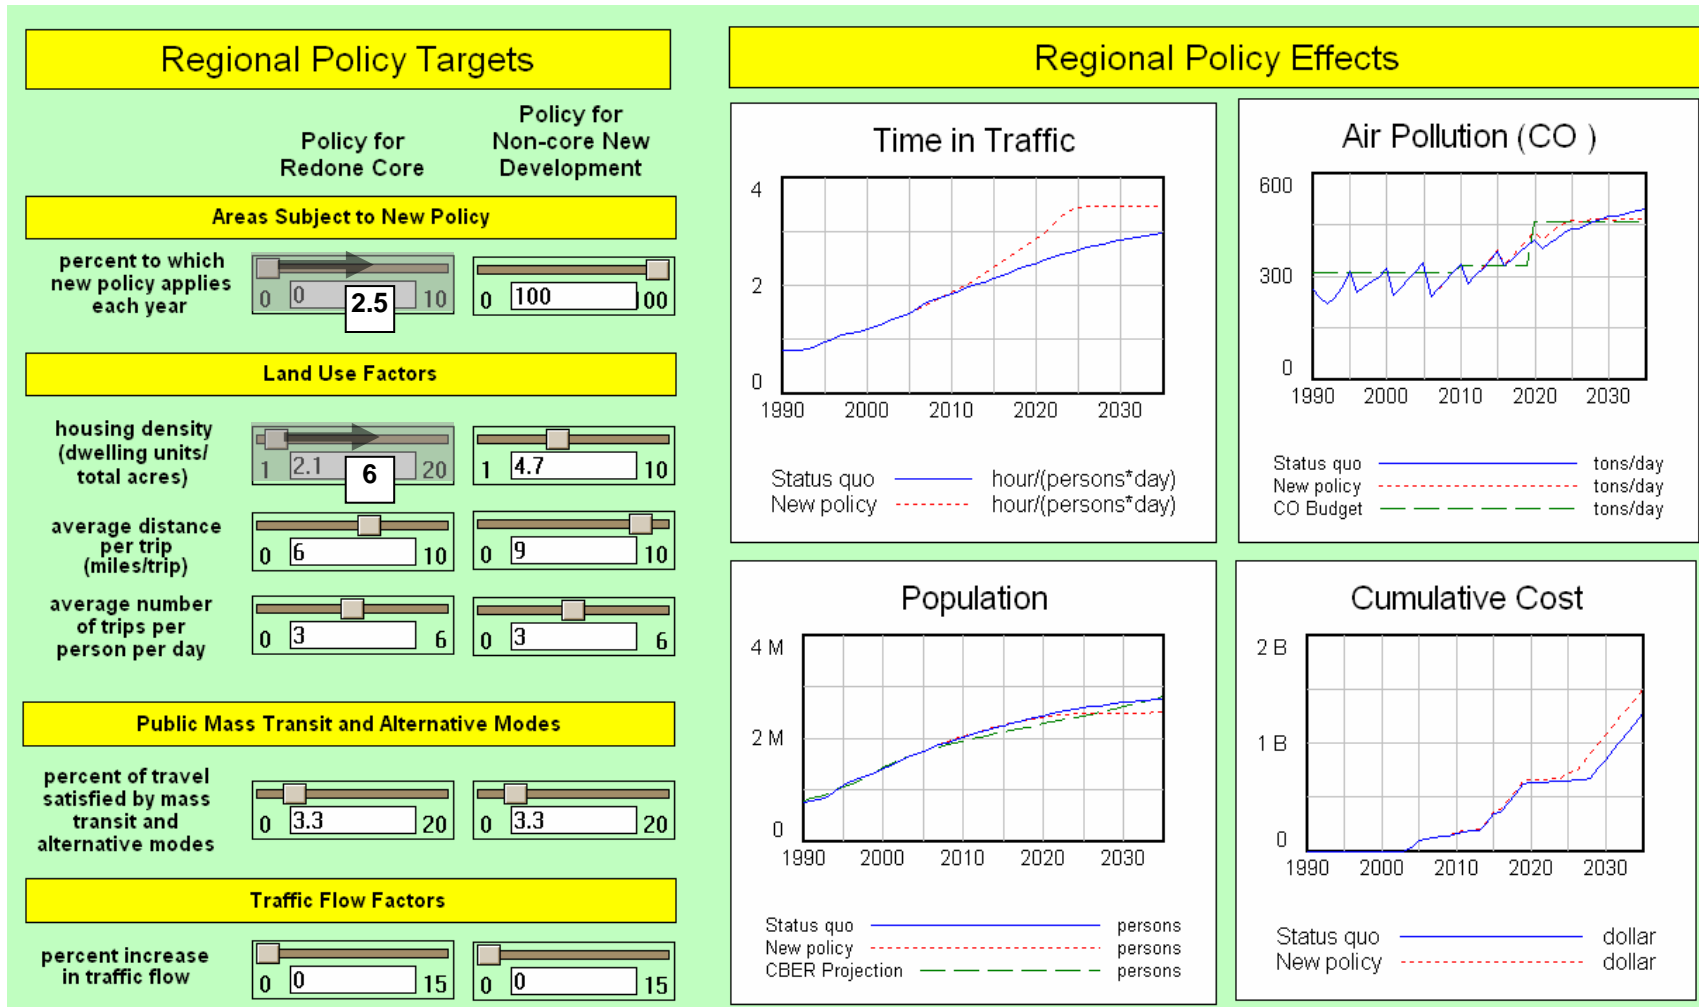 Regional Policy Targets
Policy for
Redone Core
Policy for
Non-core New
Development
Areas Subject to New Policy
percent to which
new policy applies
each year
0 0 10
2.5
0 100 100
Land Use Factors
housing density
(dwelling units/
total acres)
1 2.1 20
6
1 4.7 10
average distance
per trip
(miles/trip)
0 6 10
0 9 10
average number
of trips per
person per day
0 3 6
0 3 6
Public Mass Transit and Alternative Modes
percent of travel
satisfied by mass
transit and
alternative modes
0 3.3 20
0 3.3 20
Traffic Flow Factors
percent increase
in traffic flow
0 0 15
0 0 15
Regional Policy Effects
Time in Traffic
4
2
0
1990 2000 2010 2020 2030
Status quo hour/(persons*day)
New policy hour/(persons*day)
Air Pollution (CO )
600
300
0
1990 2000 2010 2020 2030
Status quo tons/day
New policy tons/day
CO Budget tons/day
Population
4 M
2 M
0
1990 2000 2010 2020 2030
Status quo persons
New policy persons
CBER Projection persons
Cumulative Cost
2 B
1 B
0
1990 2000 2010 2020 2030
Status quo dollar
New policy dollar